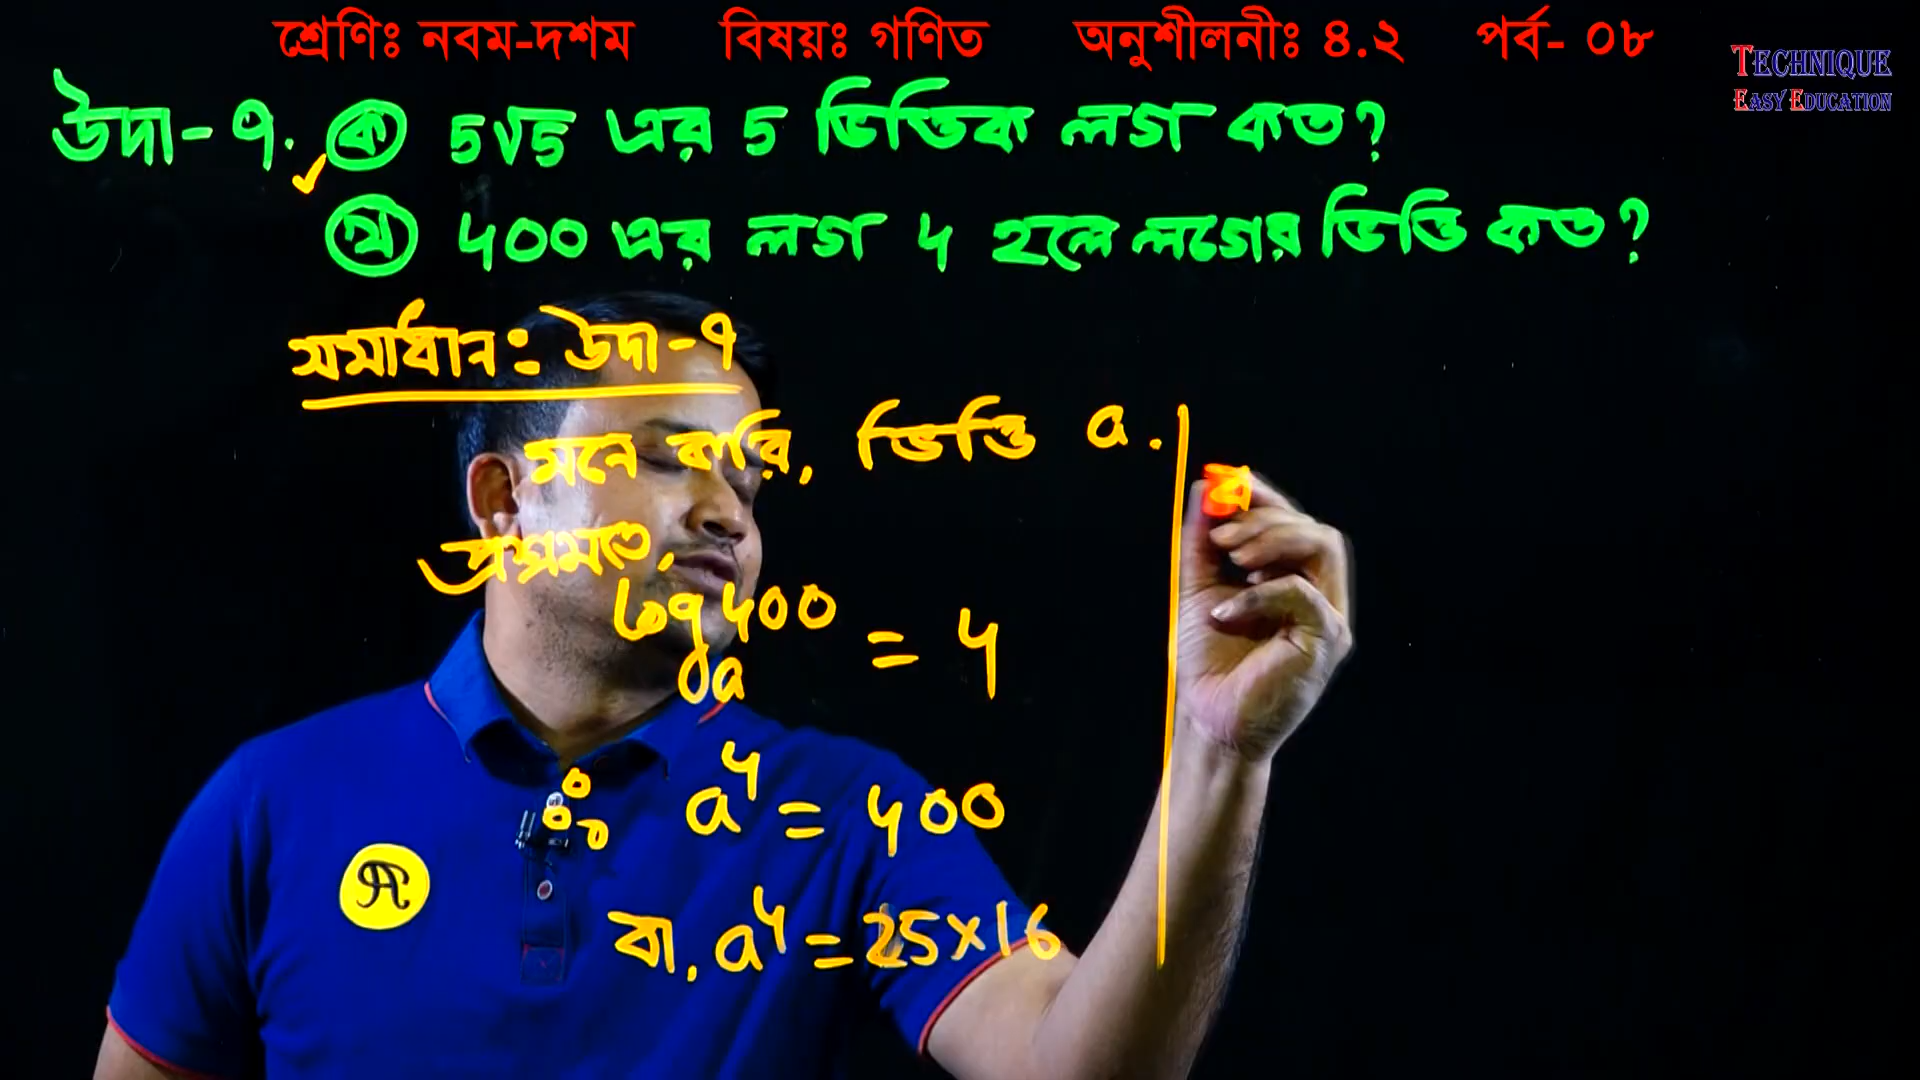 শ্রেণিঃ নবম-দশম বিষয়ঃ গণিত অনুশীলনীঃ ৪.২ পর্ব- ০৮
TECHNIQUE
EASY EDUCATION
উদা-৭. ক 5√5 এর 5 ভিত্তিক লগ কত?
খ 400 এর লগ 4 হলে লগের ভিত্তি কত?
সমাধান: উদা-৭
মনে করি, ভিত্তি a.
প্রশ্নমতে,
log_a 400 = 4
∴ a⁴ = 400
বা, a⁴ = 25×16